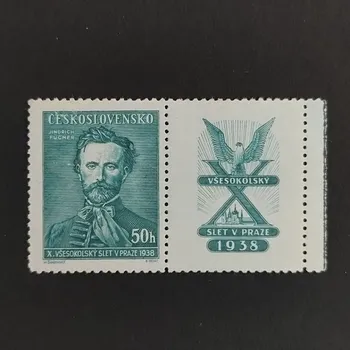 ČESKOSLOVENSKO
JINDŘICH
FÜGNER
50h
X. VŠESOKOLSKÝ SLET V PRAZE 1938
VŠESOKOLSKÝ
X
SLET V PRAZE
1938